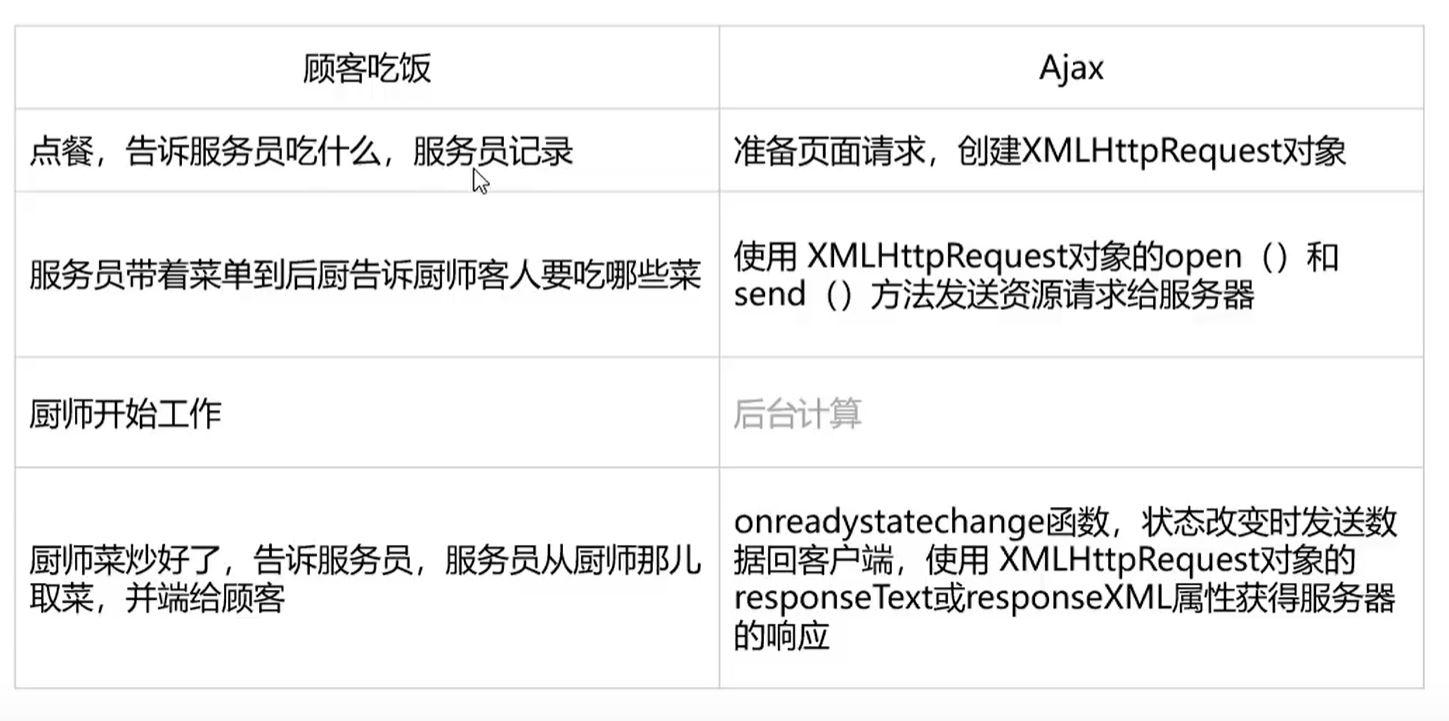 顾客吃饭
Ajax
点餐，告诉服务员吃什么，服务员记录
准备页面请求，创建XMLHttpRequest对象
服务员带着菜单到后厨告诉厨师客人要吃哪些菜
使用 XMLHttpRequest对象的open（）和
send（）方法发送资源请求给服务器
厨师开始工作
后台计算
厨师菜炒好了，告诉服务员，服务员从厨师那儿
取菜，并端给顾客
onreadystatechange函数，状态改变时发送数
据回客户端，使用 XMLHttpRequest对象的
responseText或responseXML属性获得服务器
的响应